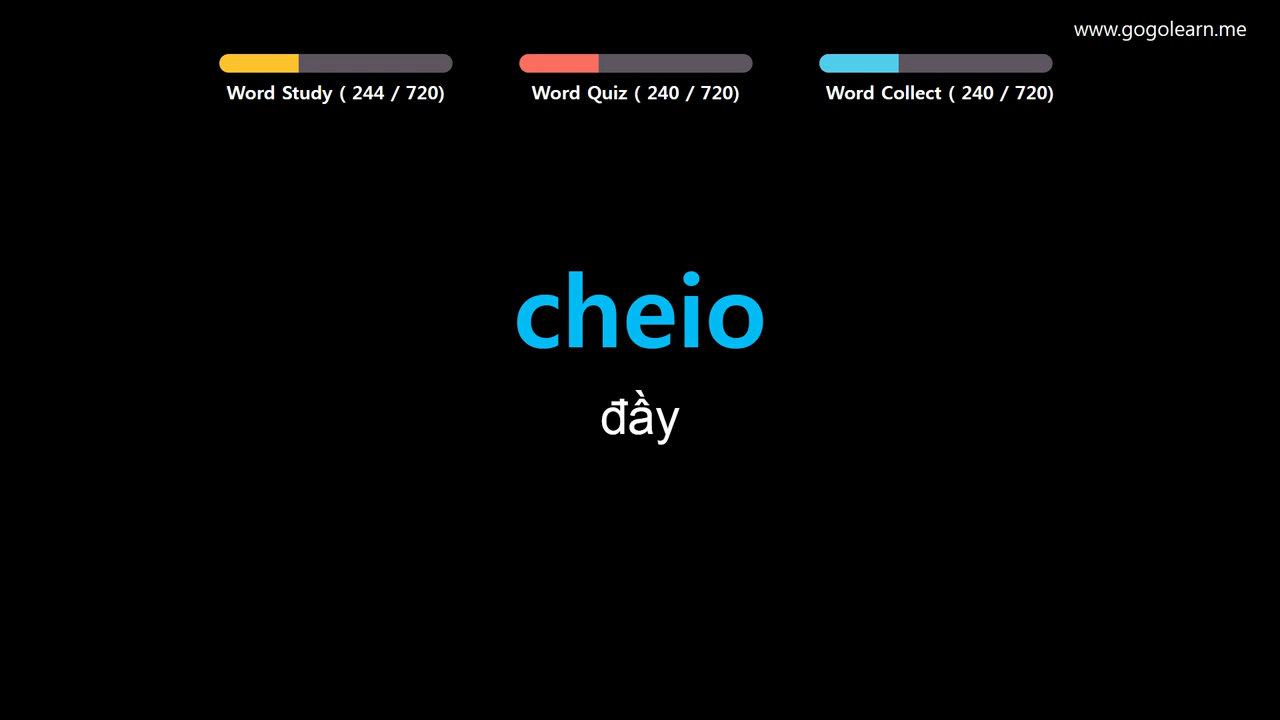 www.gogolearn.me
Word Study ( 244 / 720)
Word Quiz ( 240 / 720)
Word Collect ( 240 / 720)
cheio
đầy